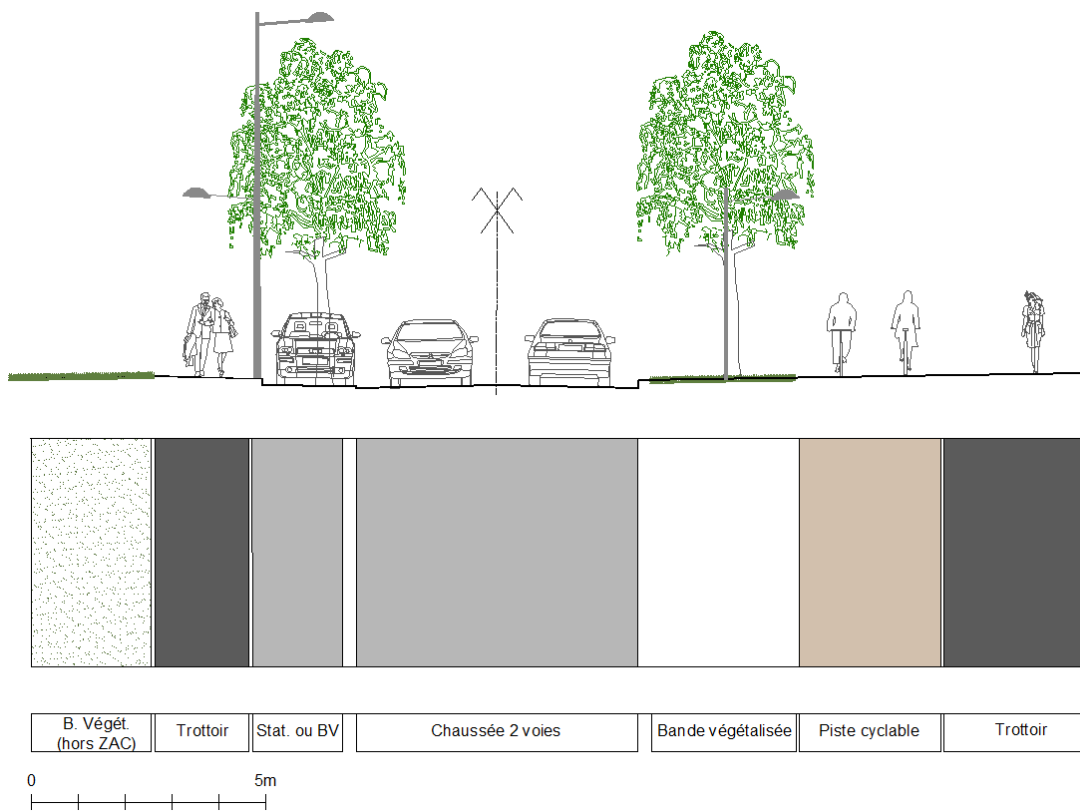 B. Végét.
(hors ZAC)
Trottoir
Stat. ou BV
Chaussée 2 voies
Bande végétalisée
Piste cyclable
Trottoir
0
5m